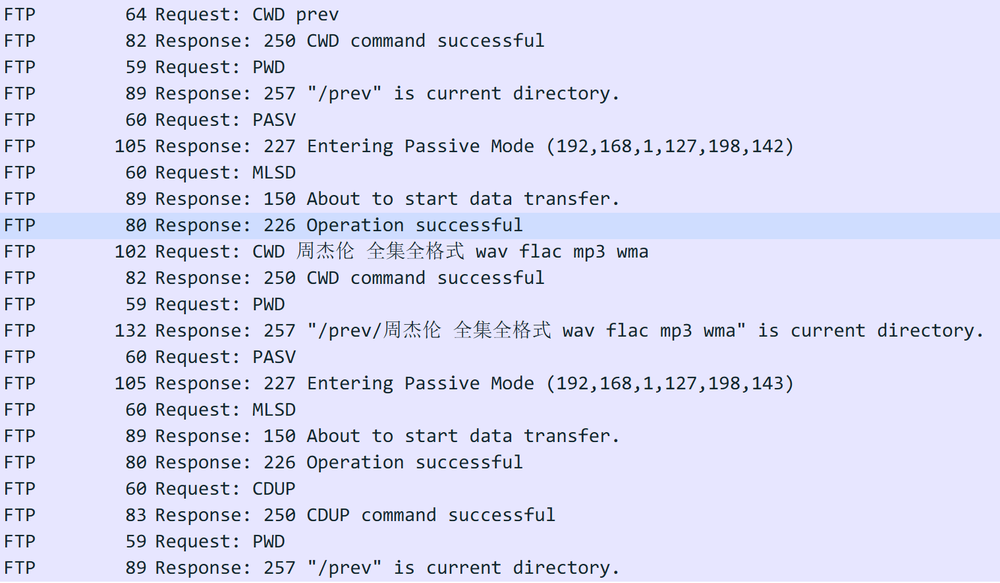 FTP 64 Request: CWD prev
FTP 82 Response: 250 CWD command successful
FTP 59 Request: PWD
FTP 89 Response: 257 "/prev" is current directory.
FTP 60 Request: PASV
FTP 105 Response: 227 Entering Passive Mode (192,168,1,127,198,142)
FTP 60 Request: MLSD
FTP 89 Response: 150 About to start data transfer.
FTP 80 Response: 226 Operation successful
FTP 102 Request: CWD 周杰伦 全集全格式 wav flac mp3 wma
FTP 82 Response: 250 CWD command successful
FTP 59 Request: PWD
FTP 132 Response: 257 "/prev/周杰伦 全集全格式 wav flac mp3 wma" is current directory.
FTP 60 Request: PASV
FTP 105 Response: 227 Entering Passive Mode (192,168,1,127,198,143)
FTP 60 Request: MLSD
FTP 89 Response: 150 About to start data transfer.
FTP 80 Response: 226 Operation successful
FTP 60 Request: CDUP
FTP 83 Response: 250 CDUP command successful
FTP 59 Request: PWD
FTP 89 Response: 257 "/prev" is current directory.